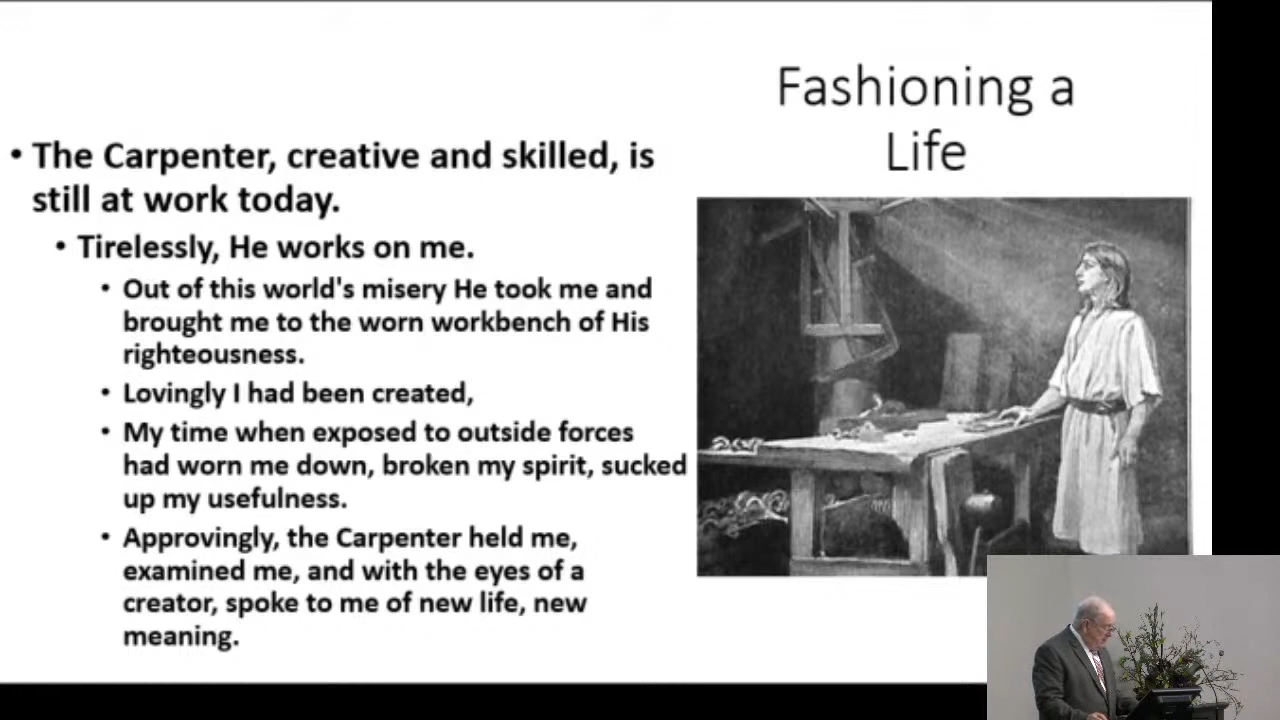 Fashioning a
Life
• The Carpenter, creative and skilled, is
still at work today.
• Tirelessly, He works on me.
• Out of this world's misery He took me and
brought me to the worn workbench of His
righteousness.
• Lovingly I had been created,
• My time when exposed to outside forces
had worn me down, broken my spirit, sucked
up my usefulness.
• Approvingly, the Carpenter held me,
examined me, and with the eyes of a
creator, spoke to me of new life, new
meaning.